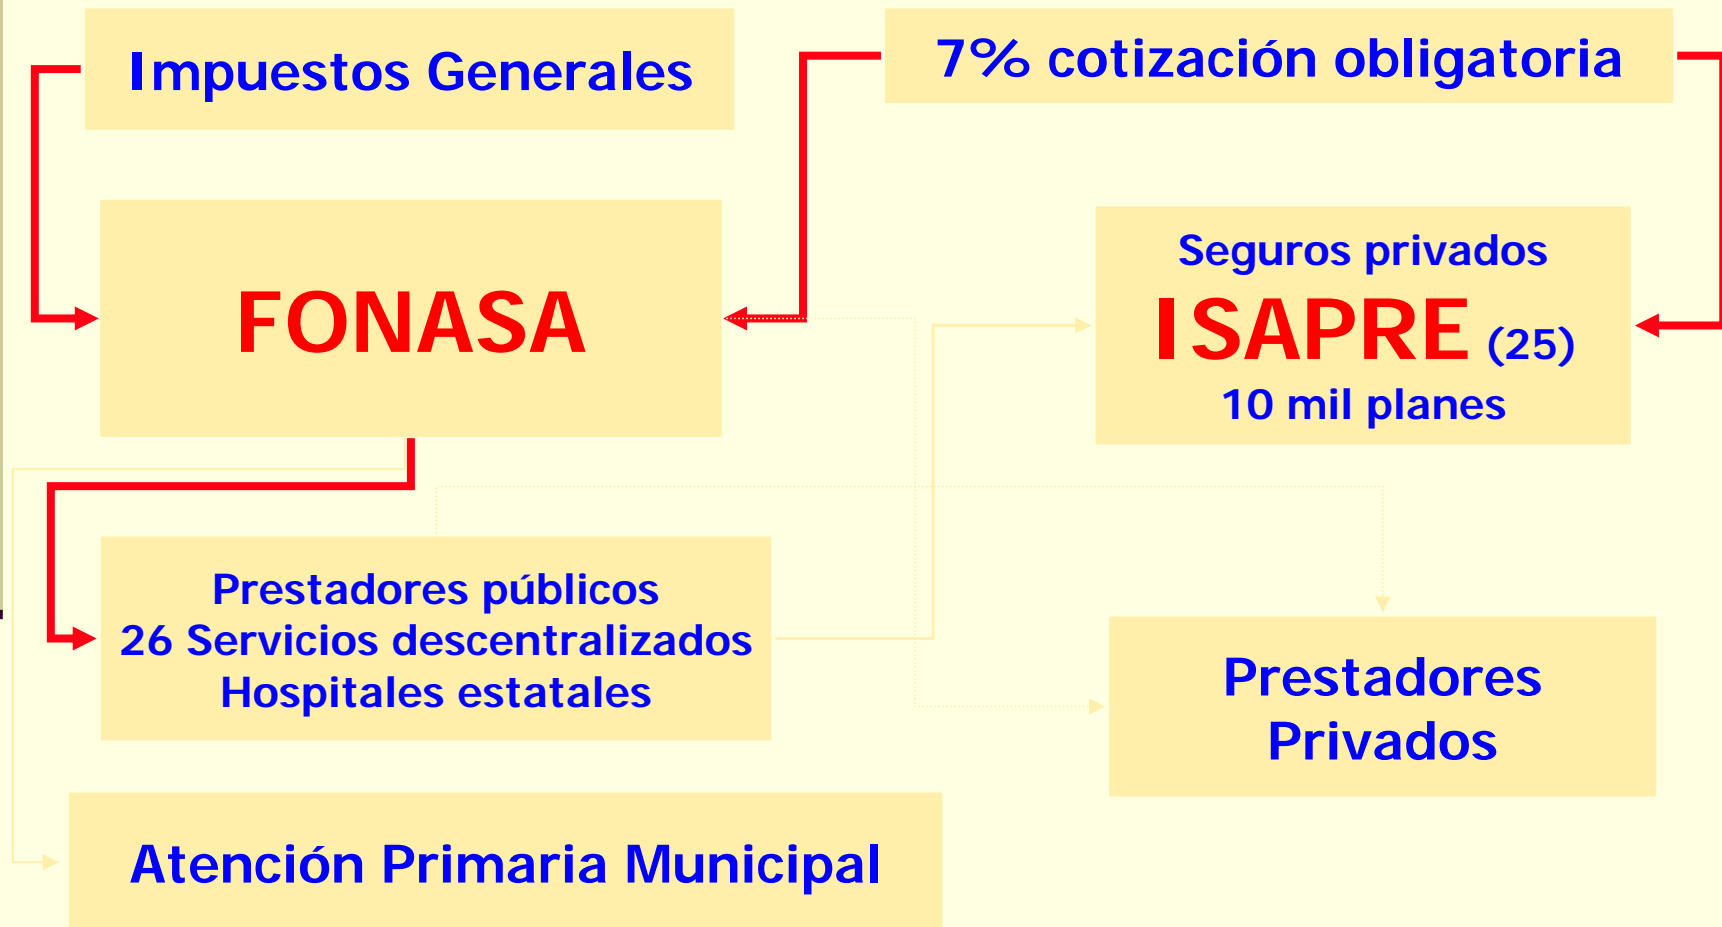 Impuestos Generales
7% cotización obligatoria
FONASA
Seguros privados
ISAPRE (25)
10 mil planes
Prestadores públicos
26 Servicios descentralizados
Hospitales estatales
Prestadores
Privados
Atención Primaria Municipal